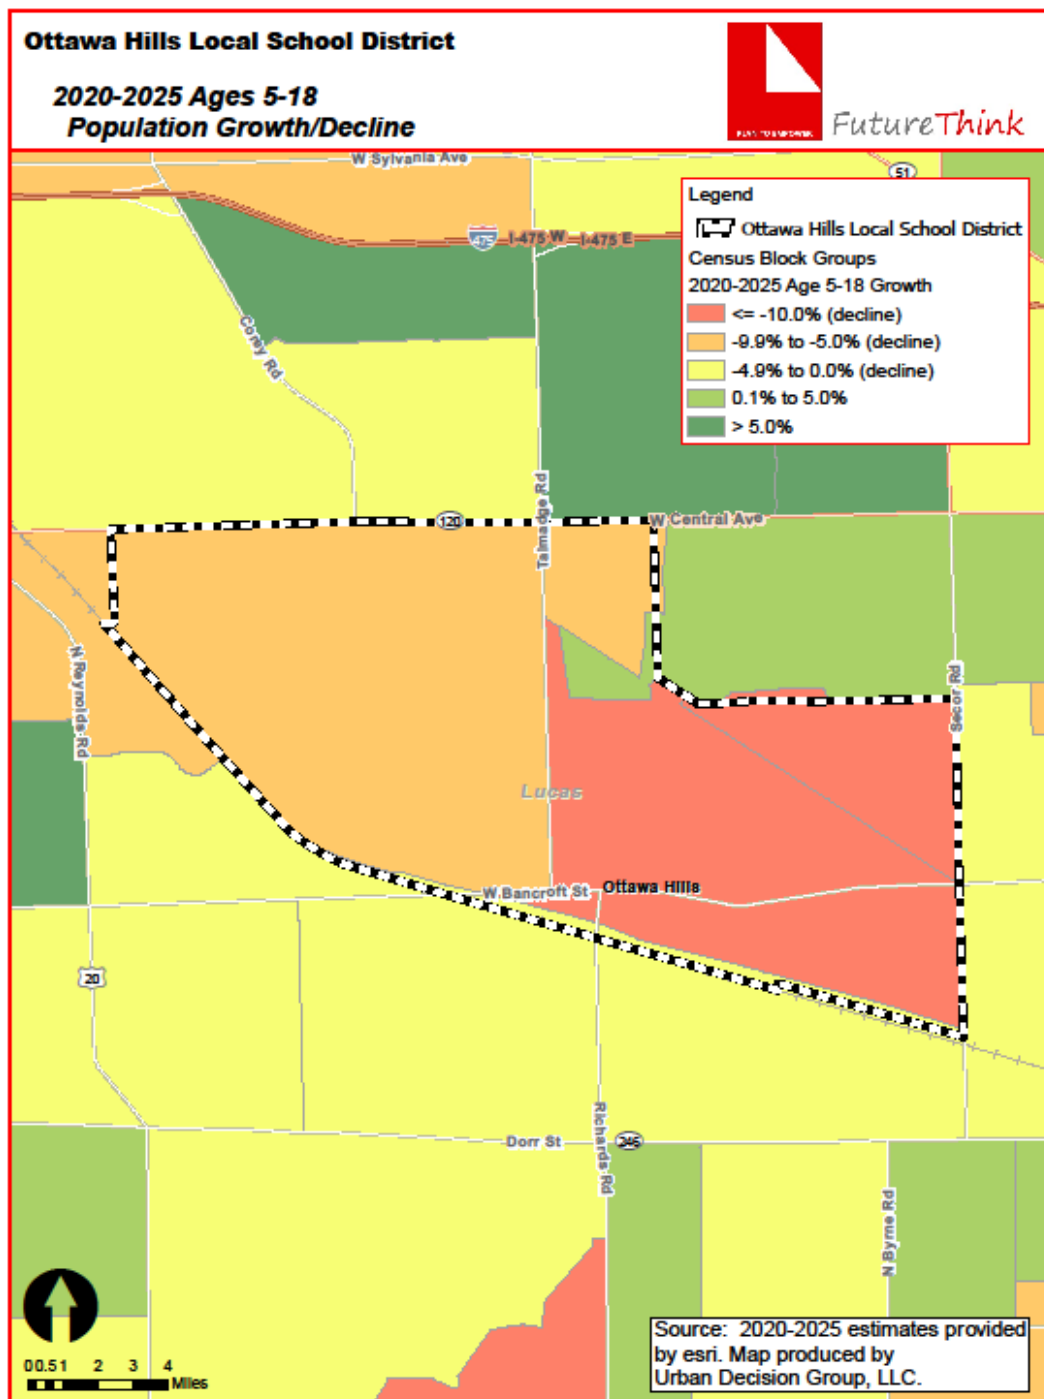 Ottawa Hills Local School District
2020-2025 Ages 5-18
Population Growth/Decline
PLAN TO EMPOWER
FutureThink
W Sylvania Ave
51
Legend
Ottawa Hills Local School District
Census Block Groups
2020-2025 Age 5-18 Growth
<= -10.0% (decline)
-9.9% to -5.0% (decline)
-4.9% to 0.0% (decline)
0.1% to 5.0%
> 5.0%
475
I-475 W
I-475 E
Corey Rd
Talmadge Rd
120
W Central Ave
N Reynolds Rd
Secor Rd
Lucas
W Bancroft St
Ottawa Hills
20
Richards Rd
Dorr St
246
N Byrne Rd
0 0.5 1 2 3 4
Miles
Source: 2020-2025 estimates provided
by esri. Map produced by
Urban Decision Group, LLC.